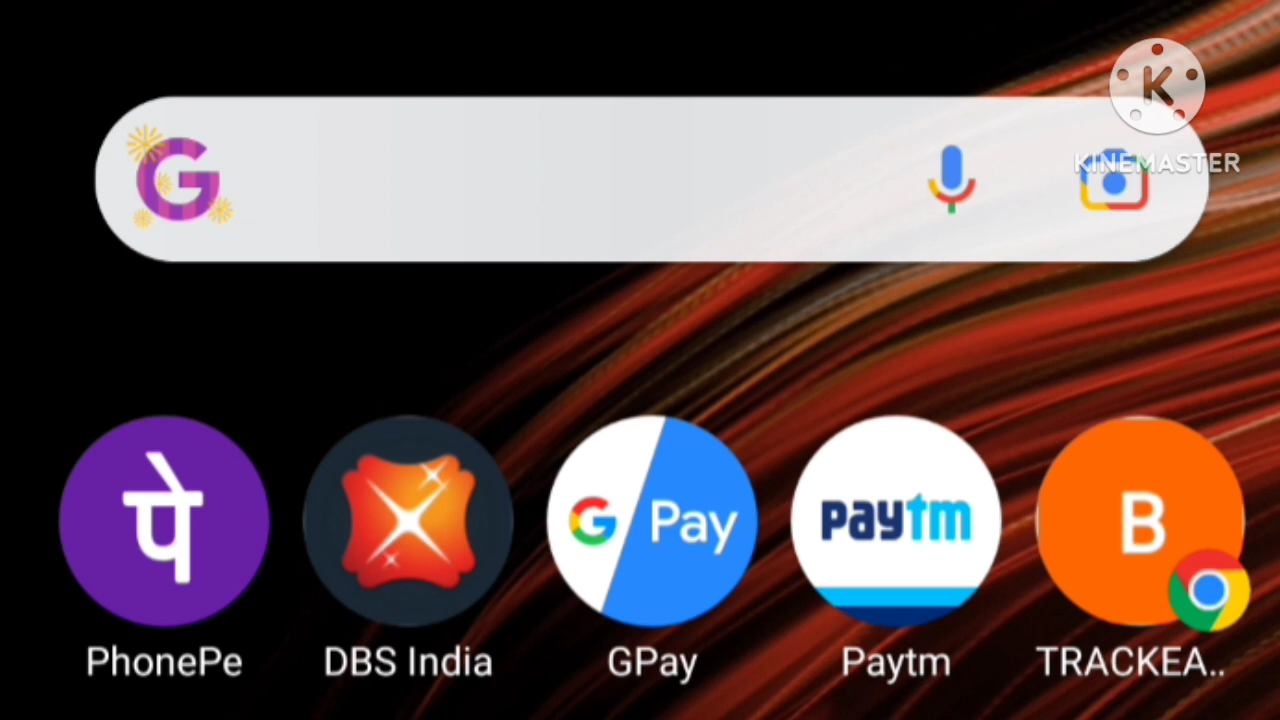 G
K
KINEMASTER
पे
G Pay
paytm
B
PhonePe
DBS India
GPay
Paytm
TRACKEA..